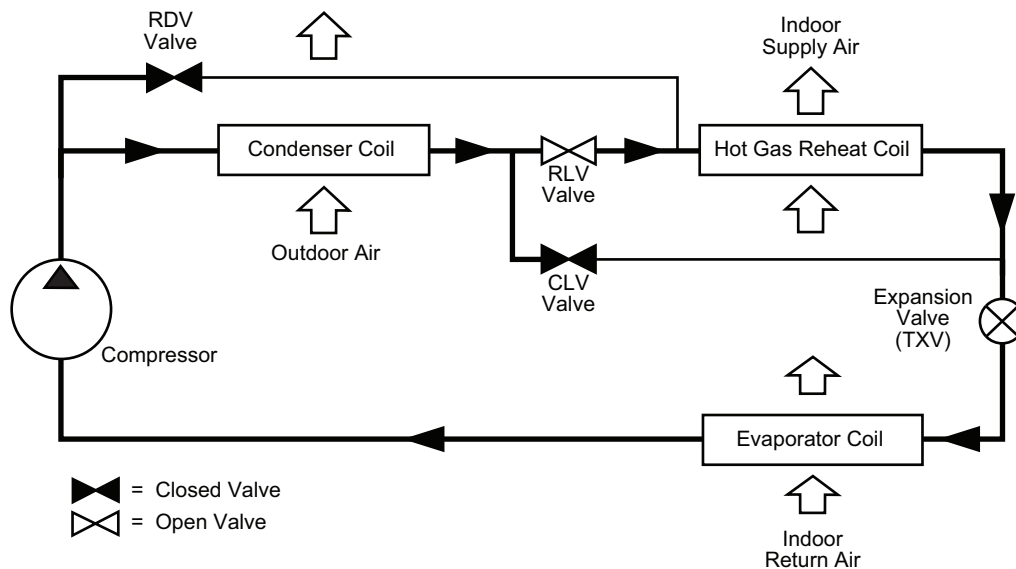 RDV
Valve
Indoor
Supply Air
Condenser Coil
RLV
Valve
Hot Gas Reheat Coil
Outdoor Air
CLV
Valve
Expansion
Valve
(TXV)
Compressor
Evaporator Coil
= Closed Valve
= Open Valve
Indoor
Return Air